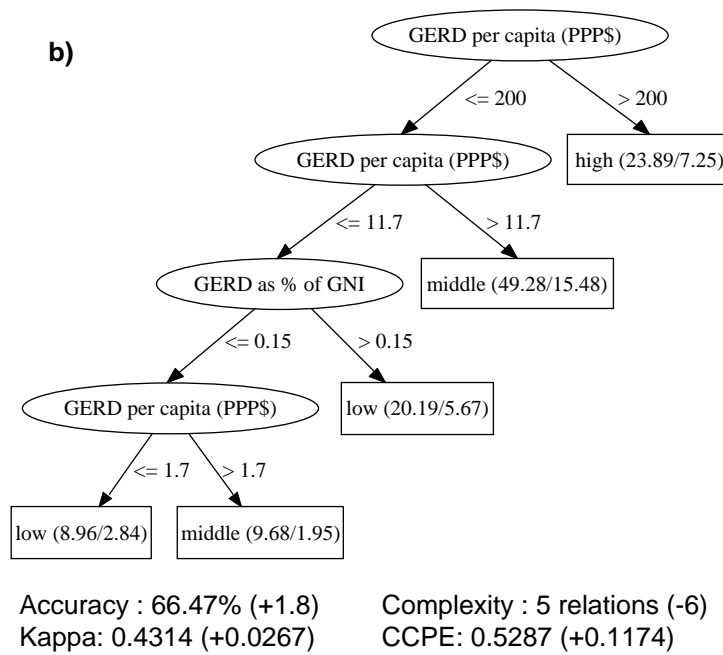 b)
GERD per capita (PPP$)
<= 200
> 200
GERD per capita (PPP$)
high (23.89/7.25)
<= 11.7
> 11.7
GERD as % of GNI
middle (49.28/15.48)
<= 0.15
> 0.15
GERD per capita (PPP$)
low (20.19/5.67)
<= 1.7
> 1.7
low (8.96/2.84)
middle (9.68/1.95)
Accuracy : 66.47% (+1.8)
Complexity : 5 relations (-6)
Kappa: 0.4314 (+0.0267)
CCPE: 0.5287 (+0.1174)